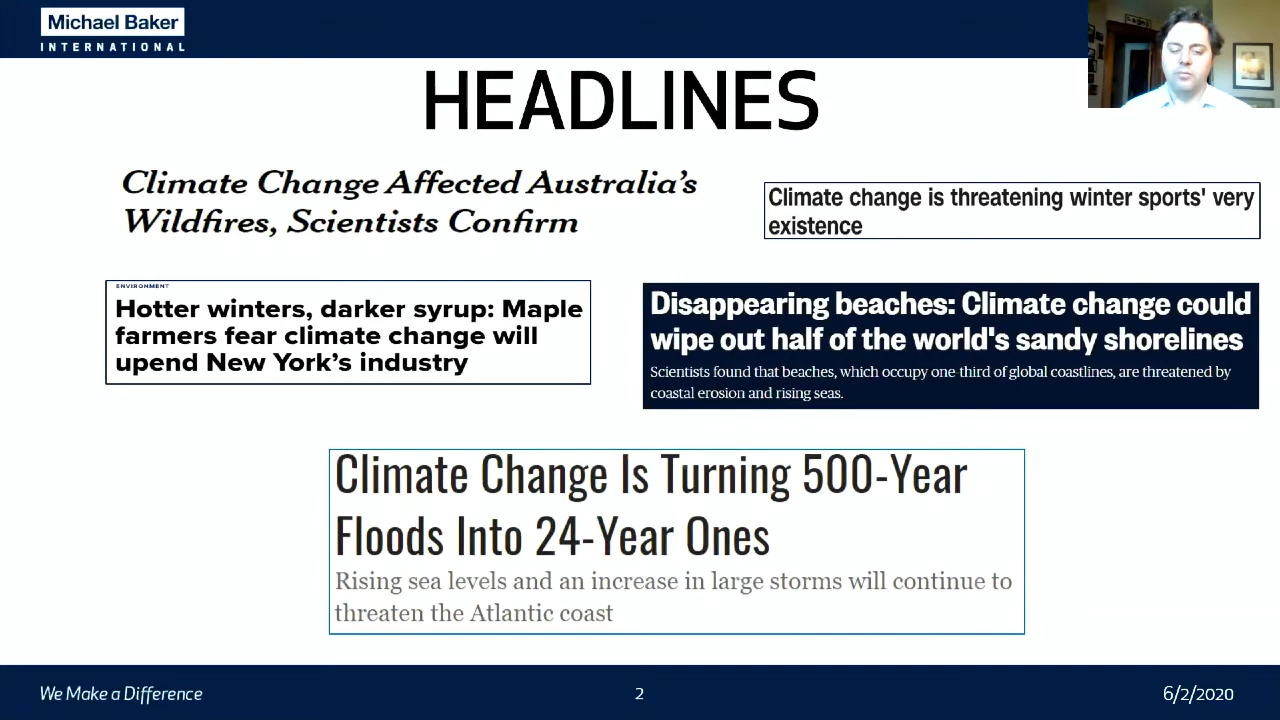 Michael Baker
INTERNATIONAL
HEADLINES
Climate Change Affected Australia's
Wildfires, Scientists Confirm
Climate change is threatening winter sports' very
existence
ENVIRONMENT
Hotter winters, darker syrup: Maple
farmers fear climate change will
upend New York's industry
Disappearing beaches: Climate change could
wipe out half of the world's sandy shorelines
Scientists found that beaches, which occupy one-third of global coastlines, are threatened by
coastal erosion and rising seas.
Climate Change Is Turning 500-Year
Floods Into 24-Year Ones
Rising sea levels and an increase in large storms will continue to
threaten the Atlantic coast
We Make a Difference
2
6/2/2020